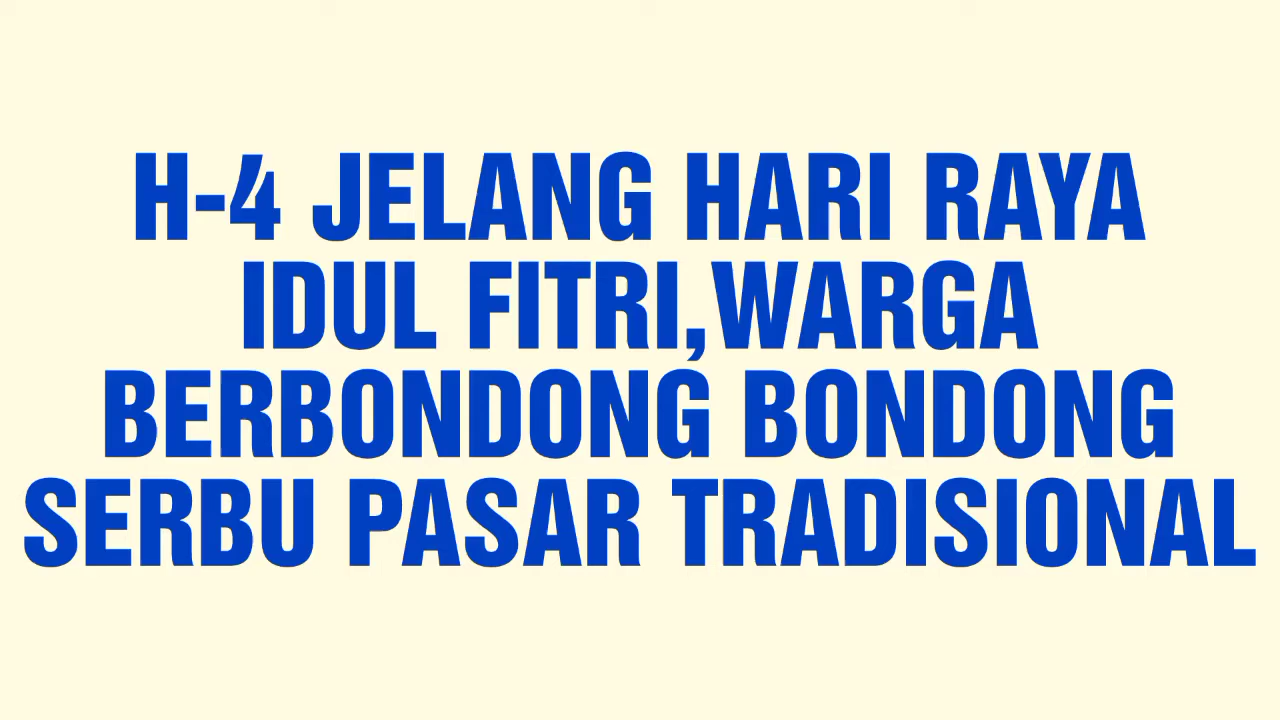 H-4 JELANG HARI RAYA
IDUL FITRI,WARGA
BERBONDONG BONDONG
SERBU PASAR TRADISIONAL